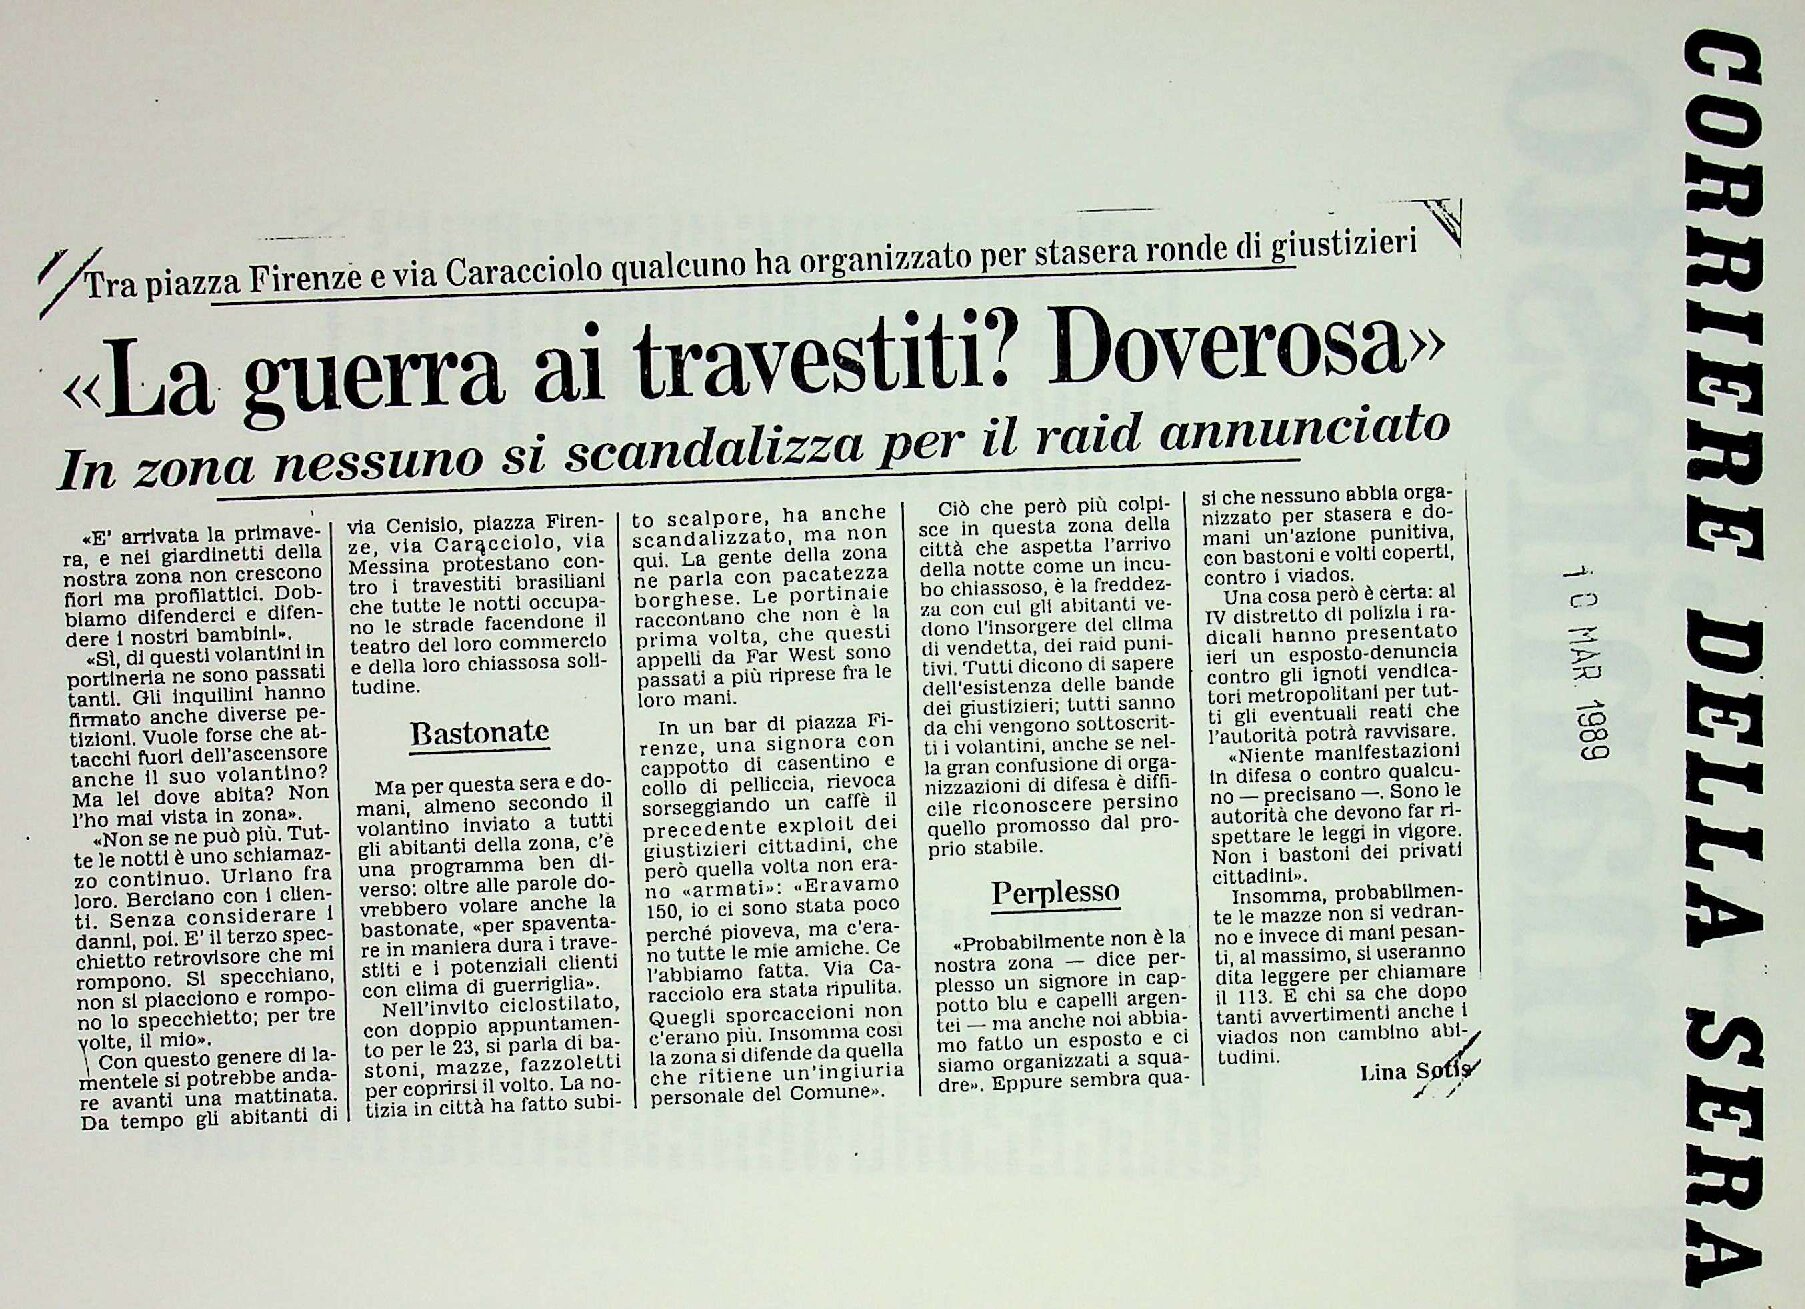 CORRIERE DELLA SERA
10 MAR. 1989
Tra piazza Firenze e via Caracciolo qualcuno ha organizzato per stasera ronde di giustizieri
«La guerra ai travestiti? Doverosa»
In zona nessuno si scandalizza per il raid annunciato
«E' arrivata la primave-
ra, e nei giardinetti della
nostra zona non crescono
fiori ma profilattici. Dob-
biamo difenderci e difen-
dere i nostri bambini».
«Sì, di questi volantini in
portineria ne sono passati
tanti. Gli inquilini hanno
firmato anche diverse pe-
tizioni. Vuole forse che at-
tacchi fuori dell'ascensore
anche il suo volantino?
Ma lei dove abita? Non
l'ho mai vista in zona».
«Non se ne può più. Tut-
te le notti è uno schiamaz-
zo continuo. Urlano fra
loro. Berciano con i clien-
ti. Senza considerare i
danni, poi. E' il terzo spec-
chietto retrovisore che mi
rompono. Si specchiano,
non si piacciono e rompo-
no lo specchietto; per tre
volte, il mio».
Con questo genere di la-
mentele si potrebbe anda-
re avanti una mattinata.
Da tempo gli abitanti di
via Cenisio, piazza Firen-
ze, via Caracciolo, via
Messina protestano con-
tro i travestiti brasiliani
che tutte le notti occupa-
no le strade facendone il
teatro del loro commercio
e della loro chiassosa soli-
tudine.
Bastonate
Ma per questa sera e do-
mani, almeno secondo il
volantino inviato a tutti
gli abitanti della zona, c'è
una programma ben di-
verso: oltre alle parole do-
vrebbero volare anche la
bastonate, «per spaventa-
re in maniera dura i trave-
stiti e i potenziali clienti
con clima di guerriglia».
Nell'invito ciclostilato,
con doppio appuntamen-
to per le 23, si parla di ba-
stoni, mazze, fazzoletti
per coprirsi il volto. La no-
tizia in città ha fatto subi-
to scalpore, ha anche
scandalizzato, ma non
qui. La gente della zona
ne parla con pacatezza
borghese. Le portinaie
raccontano che non è la
prima volta, che questi
appelli da Far West sono
passati a più riprese fra le
loro mani.
In un bar di piazza Fi-
renze, una signora con
cappotto di casentino e
collo di pelliccia, rievoca
sorseggiando un caffè il
precedente exploit dei
giustizieri cittadini, che
però quella volta non era-
no «armati»: «Eravamo
150, io ci sono stata poco
perché pioveva, ma c'era-
no tutte le mie amiche. Ce
l'abbiamo fatta. Via Ca-
racciolo era stata ripulita.
Quegli sporcaccioni non
c'erano più. Insomma così
la zona si difende da quella
che ritiene un'ingiuria
personale del Comune».
Ciò che però più colpi-
sce in questa zona della
città che aspetta l'arrivo
della notte come un incu-
bo chiassoso, è la freddez-
za con cui gli abitanti ve-
dono l'insorgere del clima
di vendetta, dei raid puni-
tivi. Tutti dicono di sapere
dell'esistenza delle bande
dei giustizieri; tutti sanno
da chi vengono sottoscrit-
ti i volantini, anche se nel-
la gran confusione di orga-
nizzazioni di difesa è diffi-
cile riconoscere persino
quello promosso dal pro-
prio stabile.
Perplesso
«Probabilmente non è la
nostra zona — dice per-
plesso un signore in cap-
potto blu e capelli argen-
tei — ma anche noi abbia-
mo fatto un esposto e ci
siamo organizzati a squa-
dre». Eppure sembra qua-
si che nessuno abbia orga-
nizzato per stasera e do-
mani un'azione punitiva,
con bastoni e volti coperti,
contro i viados.
Una cosa però è certa: al
IV distretto di polizia i ra-
dicali hanno presentato
ieri un esposto-denuncia
contro gli ignoti vendica-
tori metropolitani per tut-
ti gli eventuali reati che
l'autorità potrà ravvisare.
«Niente manifestazioni
in difesa o contro qualcu-
no — precisano —. Sono le
autorità che devono far ri-
spettare le leggi in vigore.
Non i bastoni dei privati
cittadini».
Insomma, probabilmen-
te le mazze non si vedran-
no e invece di mani pesan-
ti, al massimo, si useranno
dita leggere per chiamare
il 113. E chi sa che dopo
tanti avvertimenti anche i
viados non cambino abi-
tudini.
Lina Sotis